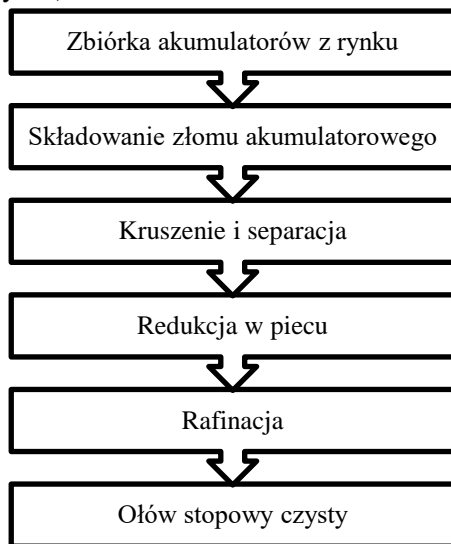 Zbiórka akumulatorów z rynku
Składowanie złomu akumulatorowego
Kruszenie i separacja
Redukcja w piecu
Rafinacja
Ołów stopowy czysty